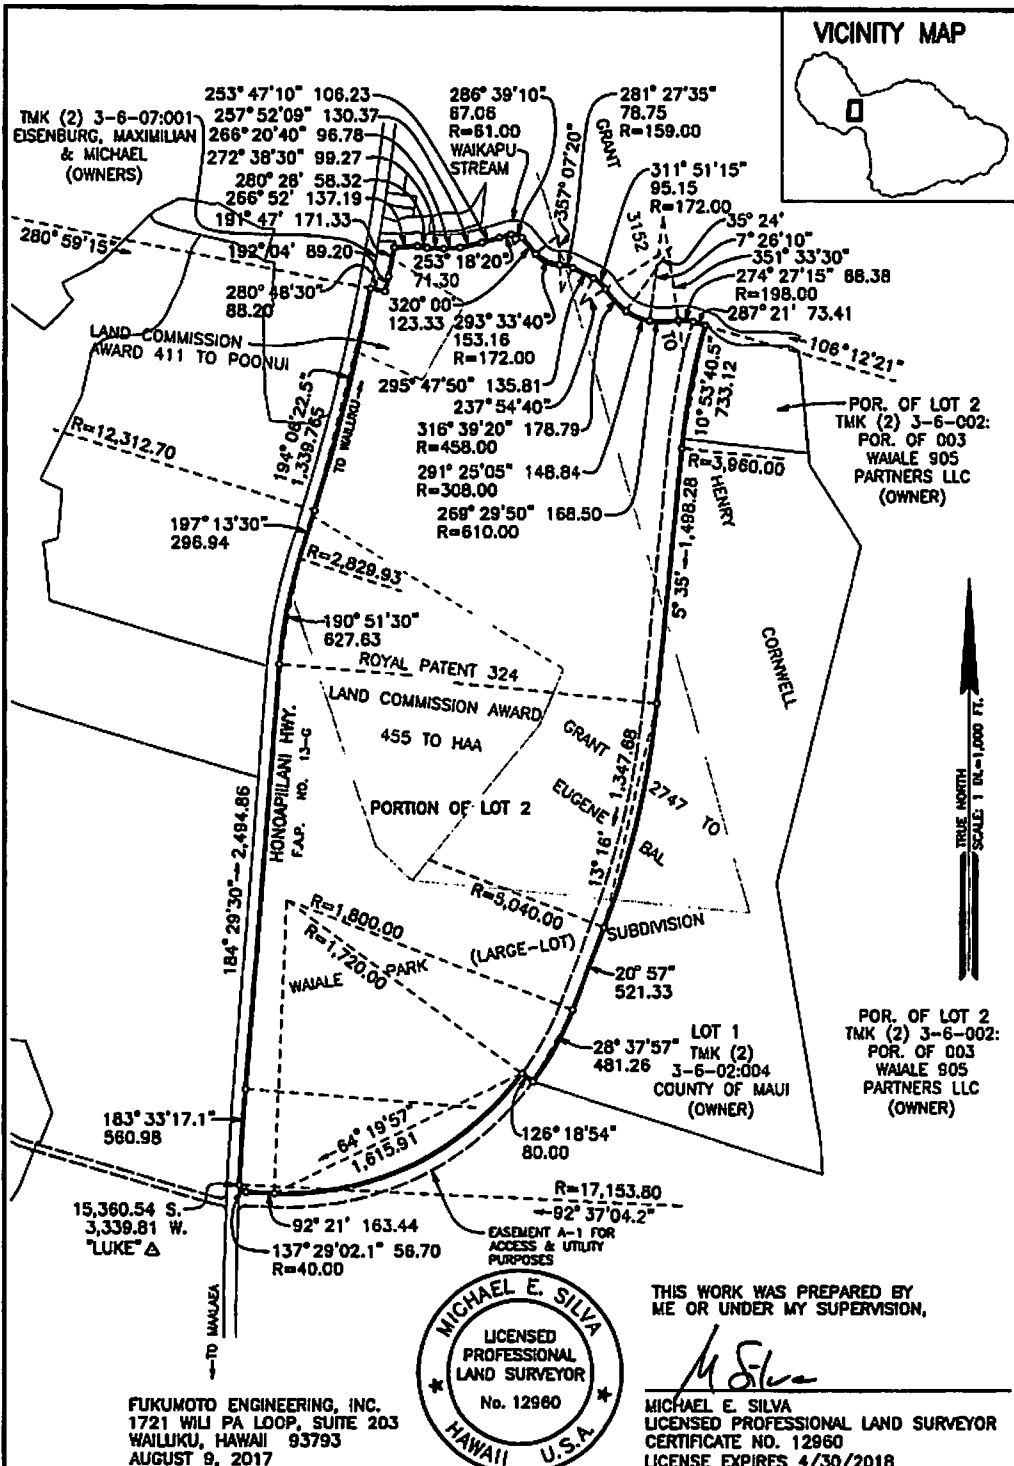 VICINITY MAP
TMK (2) 3-6-07:001
EISENBURG, MAXIMILIAN
& MICHAEL
(OWNERS)
253° 47'10" 106.23
257° 52'09" 130.37
266° 20'40" 96.78
272° 38'30" 99.27
280° 28' 58.32
266° 52' 137.19
191° 47' 171.33
192° 04' 89.20
280° 59'15"
280° 48'30"
88.20
286° 39'10"
67.06
R=61.00
WAIKAPU
STREAM
281° 27'35"
78.75
R=159.00
357° 07'20"
GRANT
3152
TO
HENRY
CORNWELL
311° 51'15"
95.15
R=172.00
35° 24'
7° 26'10"
351° 33'30"
274° 27'15" 88.38
R=198.00
287° 21' 73.41
106° 12'21"
253° 18'20"
71.30
320° 00'
123.33
293° 33'40"
153.16
R=172.00
295° 47'50" 135.81
237° 54'40"
316° 39'20" 178.79
R=458.00
291° 25'05" 148.84
R=308.00
269° 29'50" 168.50
R=610.00
LAND COMMISSION
AWARD 411 TO POONUI
194° 08'22.5"
1,339.765
TO WAILUKU
R=12,312.70
197° 13'30"
296.94
R=2,829.93
190° 51'30"
627.63
10° 53'40.5"
733.12
R=3,960.00
5° 35' 1,498.28
POR. OF LOT 2
TMK (2) 3-6-002:
POR. OF 003
WAIALE 905
PARTNERS LLC
(OWNER)
ROYAL PATENT 324
LAND COMMISSION AWARD
455 TO HAA
GRANT 2747 TO
EUGENE BAL
PORTION OF LOT 2
HONOAPIILANI HWY.
F.A.P. NO. 13-G
184° 29'30" 2,494.86
13° 16' 1,347.68
R=5,040.00
R=1,800.00
R=1,720.00
WAIALE PARK (LARGE-LOT) SUBDIVISION
20° 57"
521.33
28° 37'57"
481.26
LOT 1
TMK (2)
3-6-02:004
COUNTY OF MAUI
(OWNER)
POR. OF LOT 2
TMK (2) 3-6-002:
POR. OF 003
WAIALE 905
PARTNERS LLC
(OWNER)
TRUE NORTH
SCALE: 1 IN.=1,000 FT.
183° 33'17.1"
560.98
64° 19'57"
1,615.91
126° 18'54"
80.00
R=17,153.80
92° 37'04.2"
15,360.54 S.
3,339.81 W.
"LUKE" △
92° 21' 163.44
137° 29'02.1" 56.70
R=40.00
EASEMENT A-1 FOR
ACCESS & UTILITY
PURPOSES
TO MAALAEA
MICHAEL E. SILVA
LICENSED
PROFESSIONAL
LAND SURVEYOR
No. 12960
HAWAII U.S.A.
THIS WORK WAS PREPARED BY
ME OR UNDER MY SUPERVISION,
M Silva
MICHAEL E. SILVA
LICENSED PROFESSIONAL LAND SURVEYOR
CERTIFICATE NO. 12960
LICENSE EXPIRES 4/30/2018
FUKUMOTO ENGINEERING, INC.
1721 WILI PA LOOP, SUITE 203
WAILUKU, HAWAII 93793
AUGUST 9, 2017